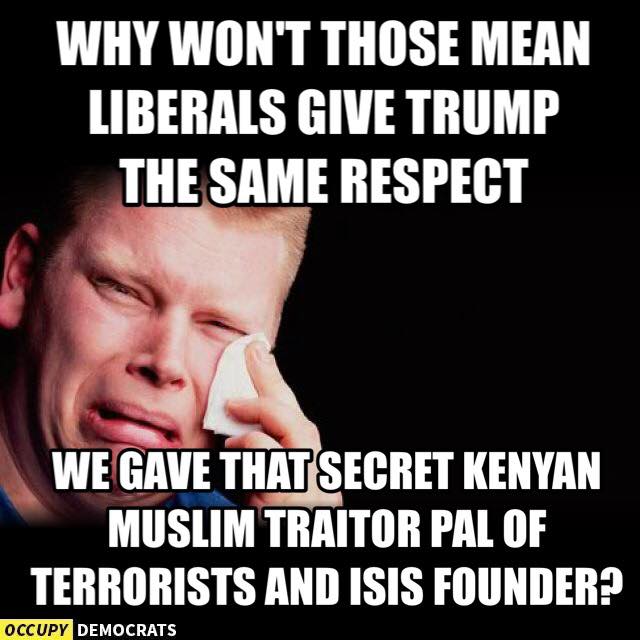 WHY WON'T THOSE MEAN
LIBERALS GIVE TRUMP
THE SAME RESPECT
WE GAVE THAT SECRET KENYAN
MUSLIM TRAITOR PAL OF
TERRORISTS AND ISIS FOUNDER?
OCCUPY DEMOCRATS